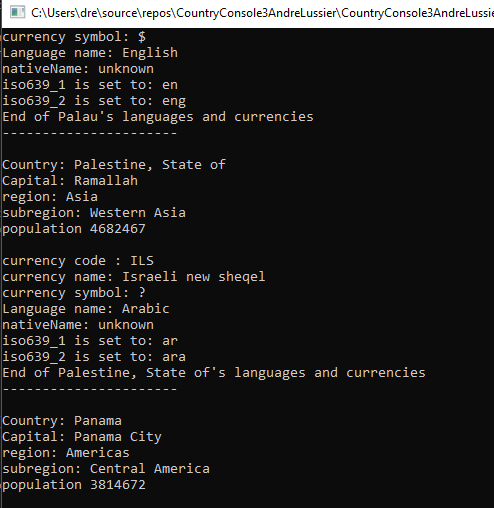 C:\Users\dre\source\repos\CountryConsole3AndreLussier\CountryConsole3AndreLussie
currency symbol: $
Language name: English
nativeName: unknown
iso639_1 is set to: en
iso639_2 is set to: eng
End of Palau's languages and currencies
----------------------
Country: Palestine, State of
Capital: Ramallah
region: Asia
subregion: Western Asia
population 4682467
currency code : ILS
currency name: Israeli new sheqel
currency symbol: ?
Language name: Arabic
nativeName: unknown
iso639_1 is set to: ar
iso639_2 is set to: ara
End of Palestine, State of's languages and currencies
----------------------
Country: Panama
Capital: Panama City
region: Americas
subregion: Central America
population 3814672